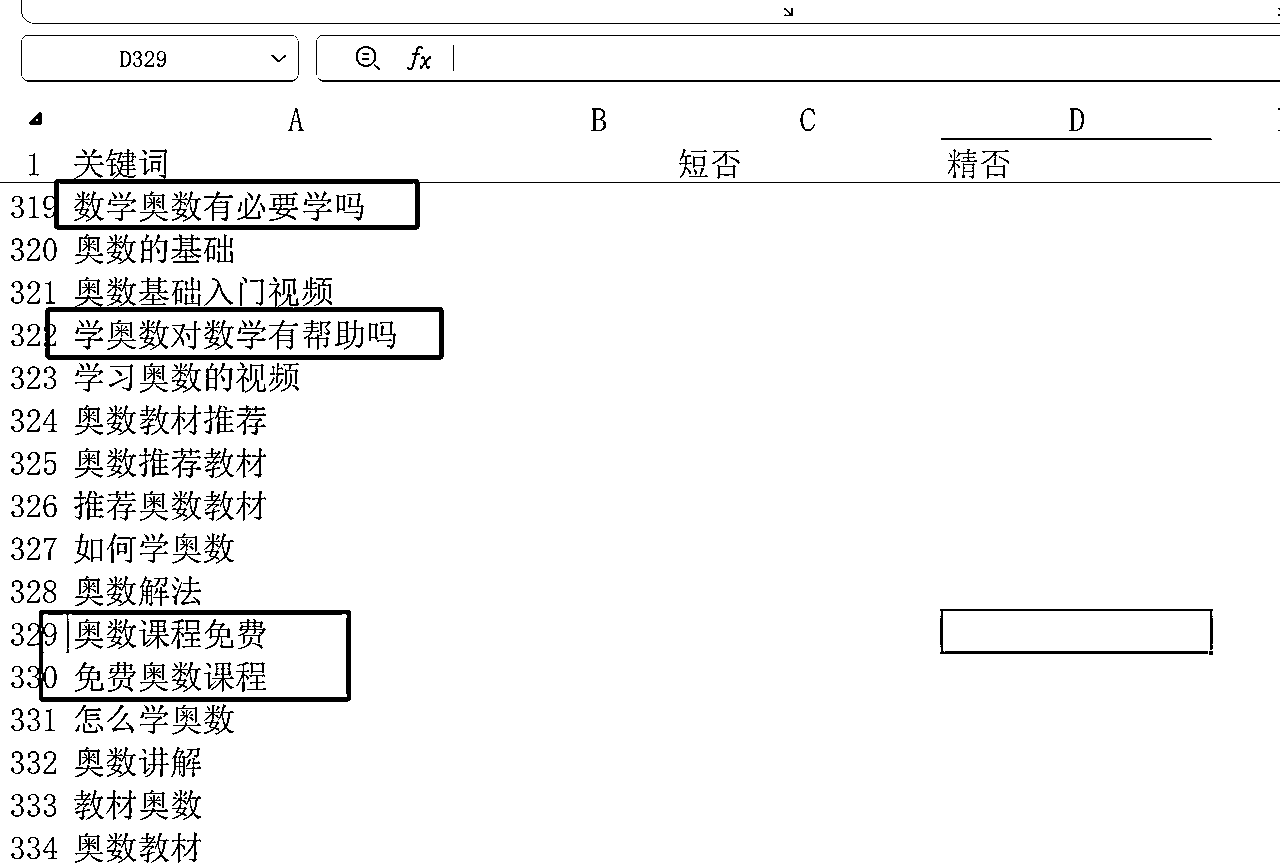 D329 fx
A B C D
1 关键词 短否 精否
319 数学奥数有必要学吗
320 奥数的基础
321 奥数基础入门视频
322 学奥数对数学有帮助吗
323 学习奥数的视频
324 奥数教材推荐
325 奥数推荐教材
326 推荐奥数教材
327 如何学奥数
328 奥数解法
329 奥数课程免费
330 免费奥数课程
331 怎么学奥数
332 奥数讲解
333 教材奥数
334 奥数教材